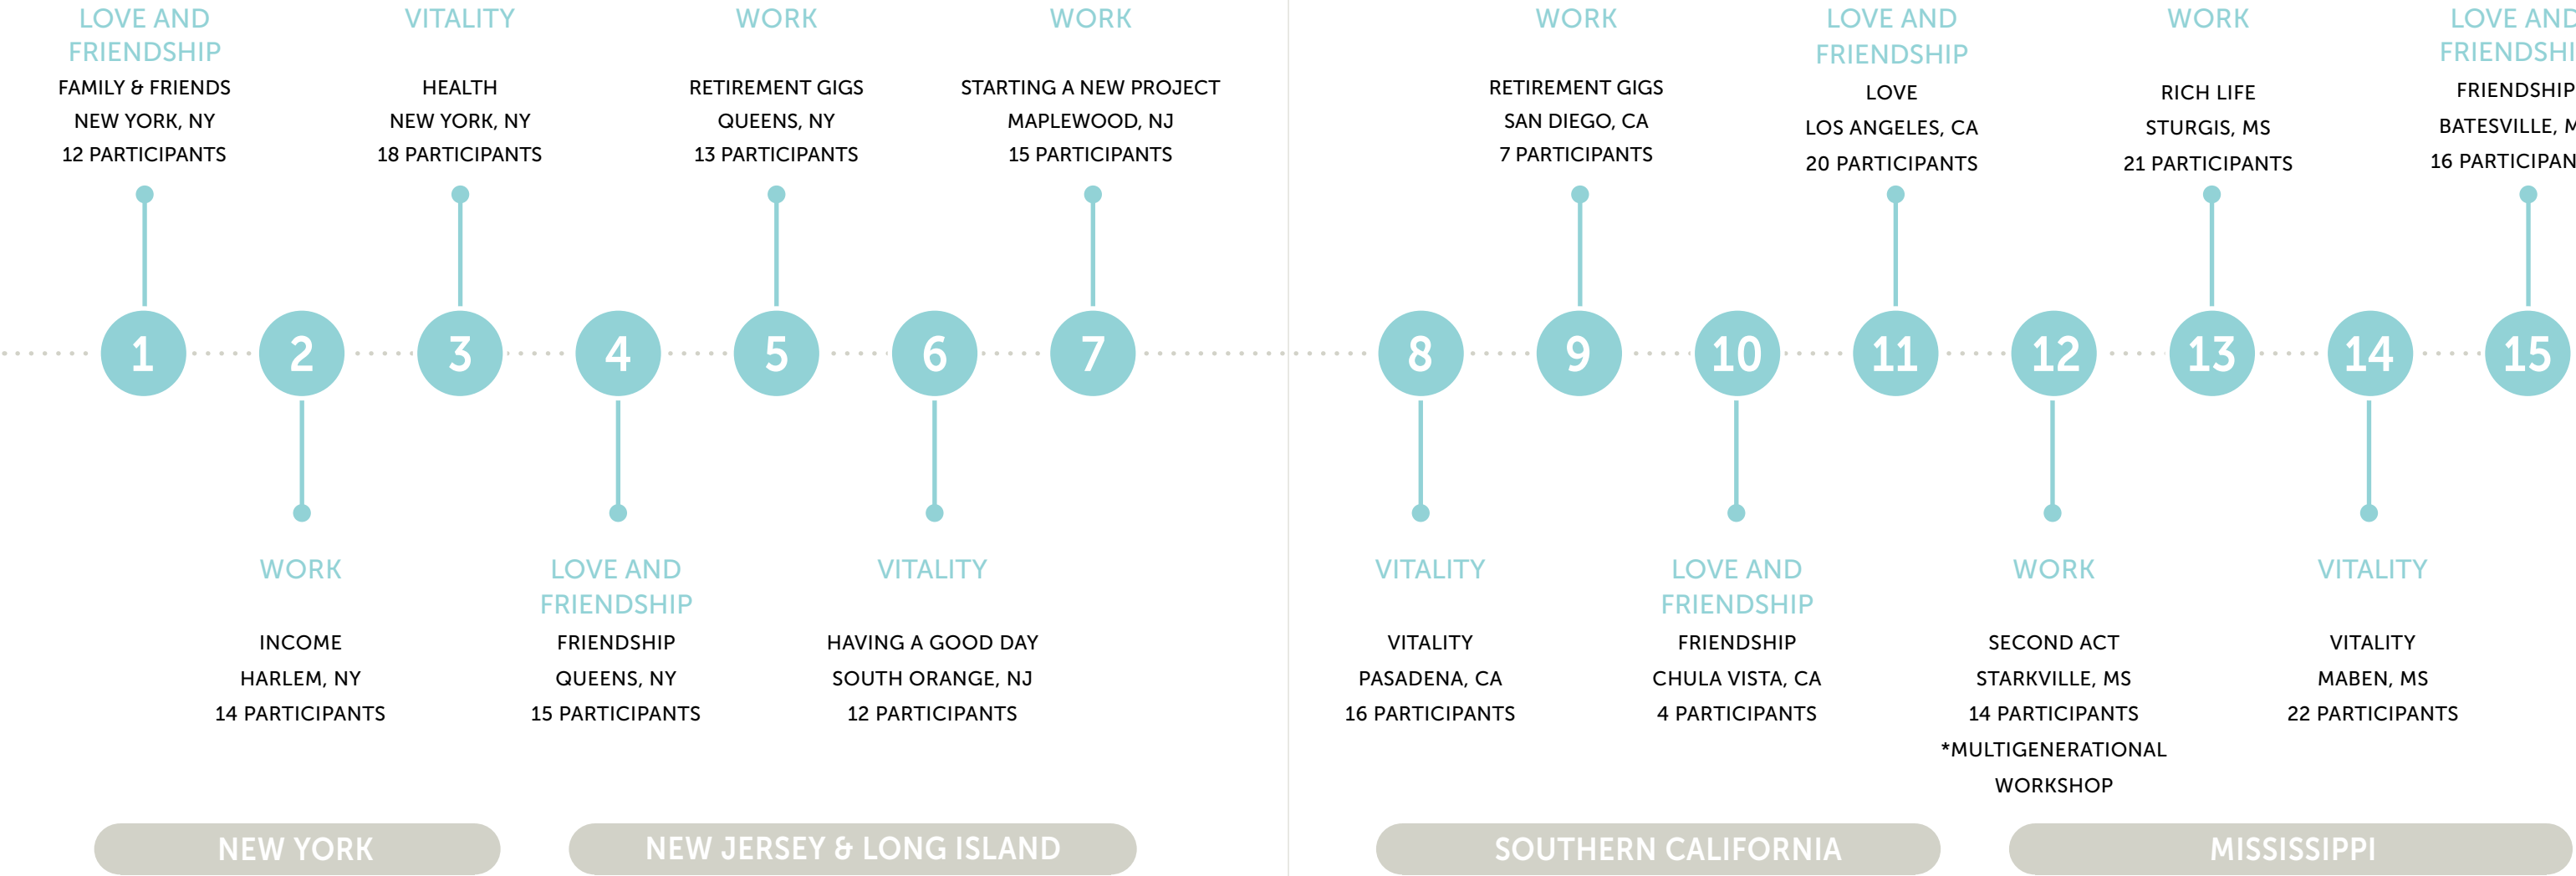 LOVE AND
FRIENDSHIP
FAMILY & FRIENDS
NEW YORK, NY
12 PARTICIPANTS
VITALITY
HEALTH
NEW YORK, NY
18 PARTICIPANTS
WORK
RETIREMENT GIGS
QUEENS, NY
13 PARTICIPANTS
WORK
STARTING A NEW PROJECT
MAPLEWOOD, NJ
15 PARTICIPANTS
WORK
RETIREMENT GIGS
SAN DIEGO, CA
7 PARTICIPANTS
LOVE AND
FRIENDSHIP
LOVE
LOS ANGELES, CA
20 PARTICIPANTS
WORK
RICH LIFE
STURGIS, MS
21 PARTICIPANTS
LOVE AND
FRIENDSHI
FRIENDSHIP
BATESVILLE, M
16 PARTICIPAN
1 2 3 4 5 6 7 8 9 10 11 12 13 14 15
WORK
INCOME
HARLEM, NY
14 PARTICIPANTS
LOVE AND
FRIENDSHIP
FRIENDSHIP
QUEENS, NY
15 PARTICIPANTS
VITALITY
HAVING A GOOD DAY
SOUTH ORANGE, NJ
12 PARTICIPANTS
VITALITY
VITALITY
PASADENA, CA
16 PARTICIPANTS
LOVE AND
FRIENDSHIP
FRIENDSHIP
CHULA VISTA, CA
4 PARTICIPANTS
WORK
SECOND ACT
STARKVILLE, MS
14 PARTICIPANTS
*MULTIGENERATIONAL
WORKSHOP
VITALITY
VITALITY
MABEN, MS
22 PARTICIPANTS
NEW YORK
NEW JERSEY & LONG ISLAND
SOUTHERN CALIFORNIA
MISSISSIPPI